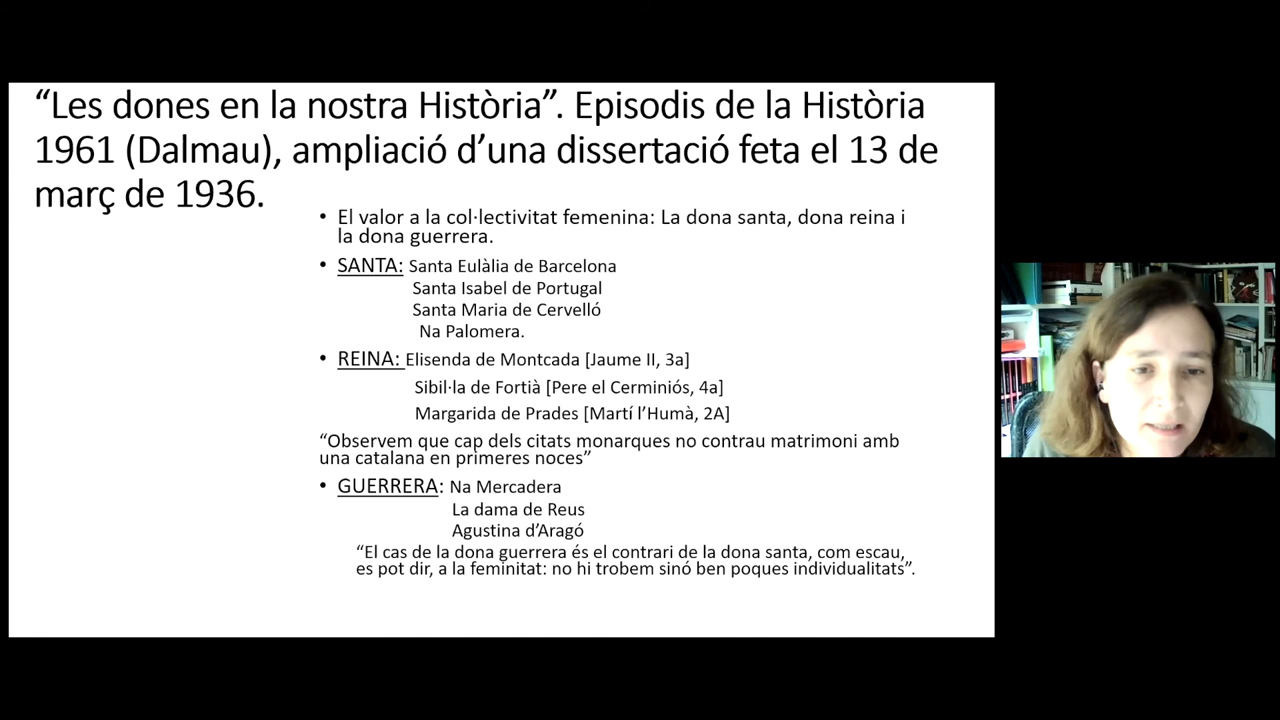 “Les dones en la nostra Història”. Episodis de la Història
1961 (Dalmau), ampliació d’una dissertació feta el 13 de
març de 1936.
• El valor a la col·lectivitat femenina: La dona santa, dona reina i
la dona guerrera.
• SANTA: Santa Eulàlia de Barcelona
Santa Isabel de Portugal
Santa Maria de Cervelló
Na Palomera.
• REINA: Elisenda de Montcada [Jaume II, 3a]
Sibil·la de Fortià [Pere el Cerminiós, 4a]
Margarida de Prades [Martí l’Humà, 2A]
“Observem que cap dels citats monarques no contrau matrimoni amb
una catalana en primeres noces”
• GUERRERA: Na Mercadera
La dama de Reus
Agustina d’Aragó
“El cas de la dona guerrera és el contrari de la dona santa, com escau,
es pot dir, a la feminitat: no hi trobem sinó ben poques individualitats”.